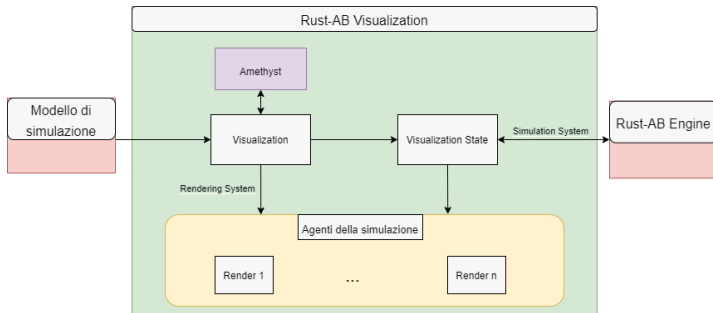 Rust-AB Visualization
Amethyst
Modello di
simulazione
Visualization
Visualization State
Simulation System
Rust-AB Engine
Rendering System
Agenti della simulazione
Render 1
...
Render n